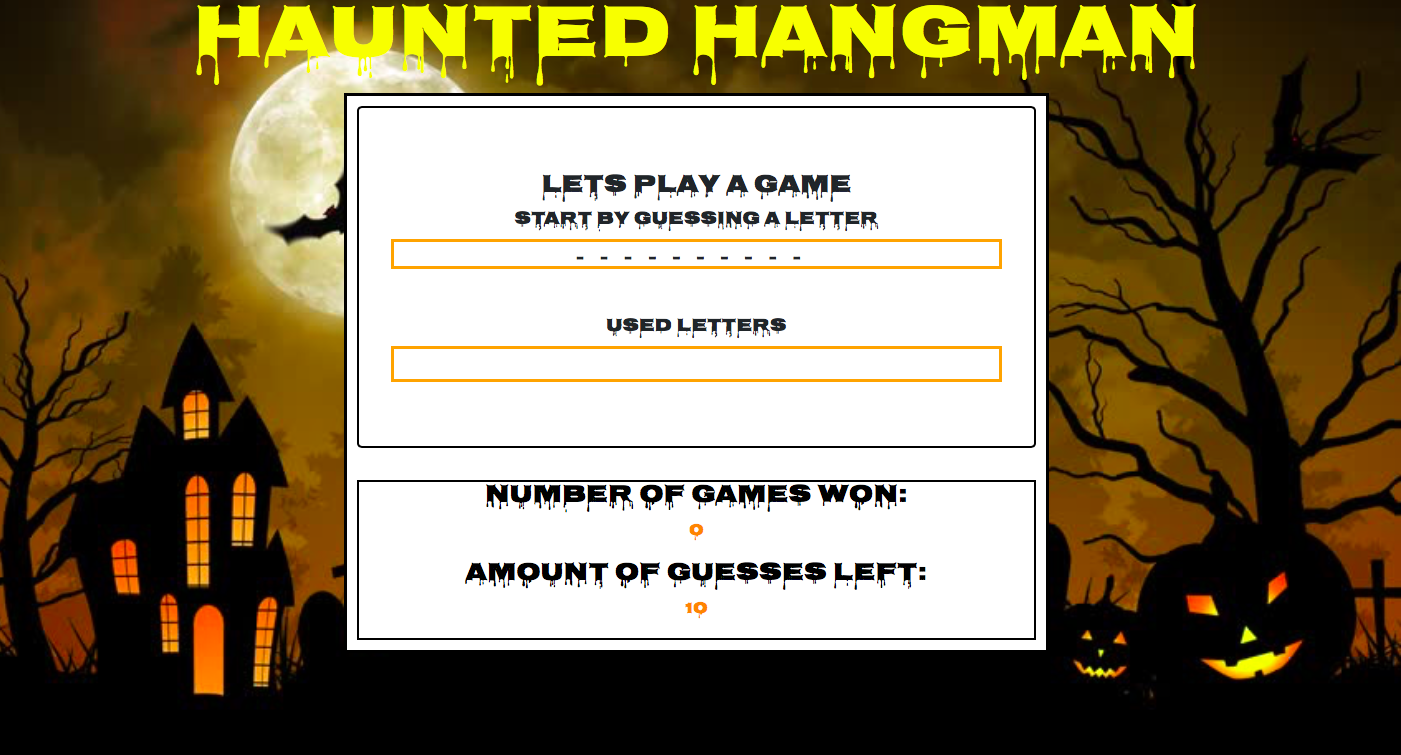 HAUNTED HANGMAN
LETS PLAY A GAME
START BY GUESSING A LETTER
- - - - - - - - - -
USED LETTERS
NUMBER OF GAMES WON:
0
AMOUNT OF GUESSES LEFT:
10